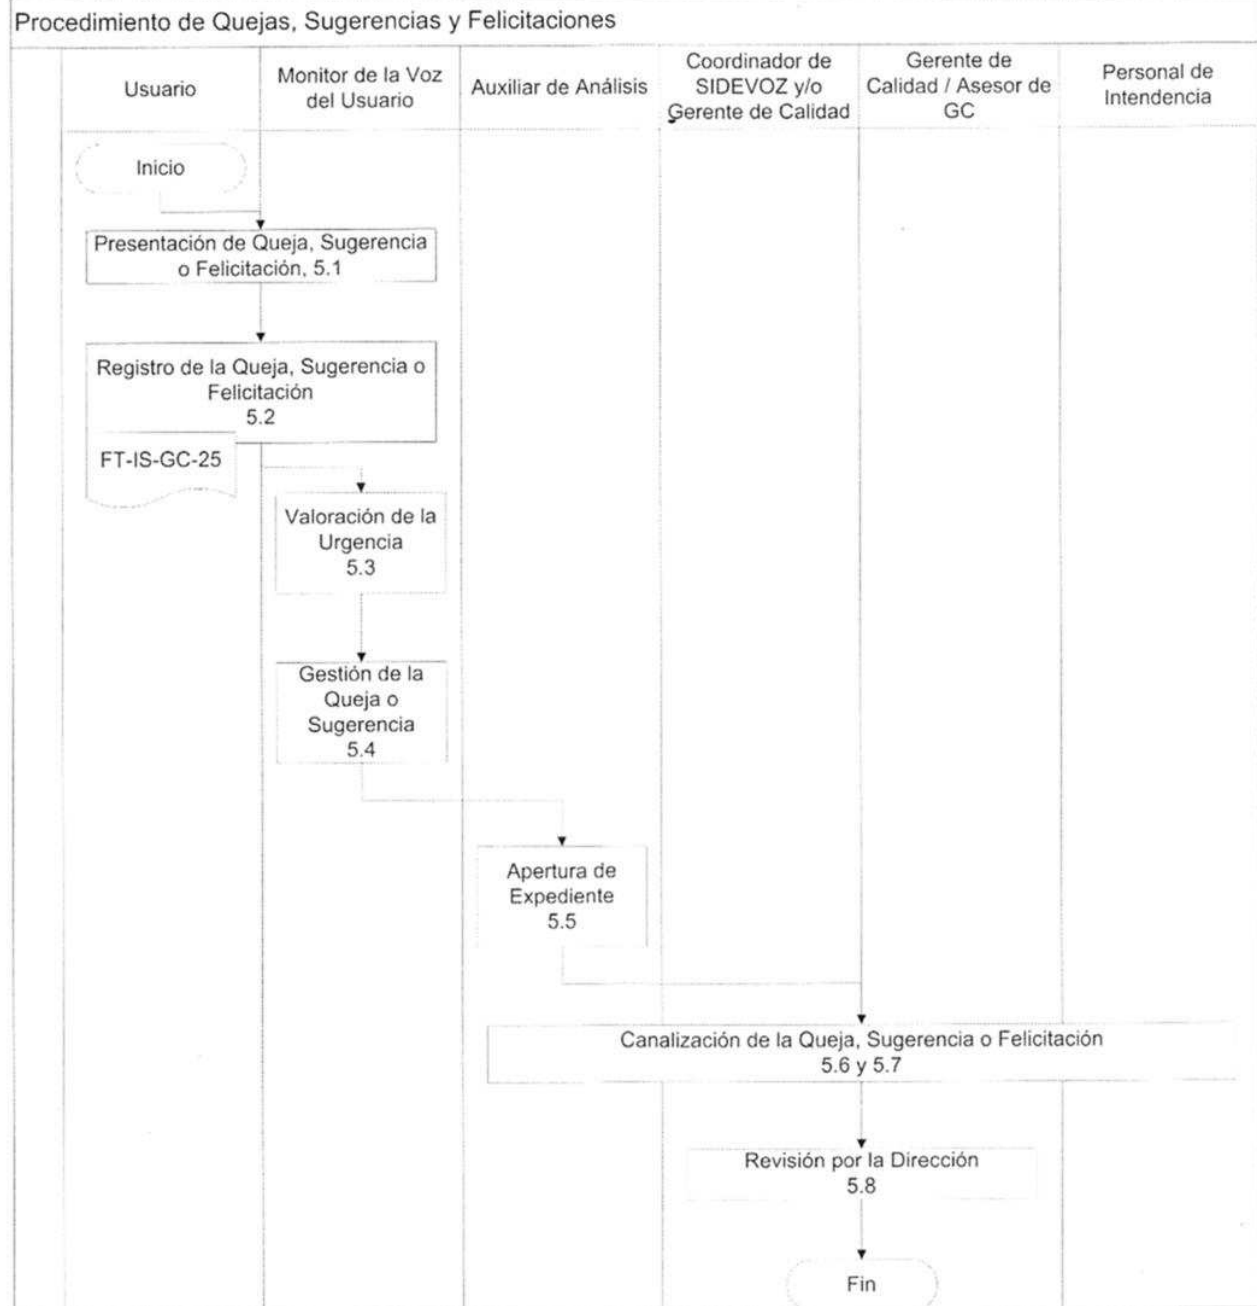 Procedimiento de Quejas, Sugerencias y Felicitaciones
Usuario
Monitor de la Voz
del Usuario
Auxiliar de Análisis
Coordinador de
SIDEVOZ y/o
Gerente de Calidad
Gerente de
Calidad / Asesor de
GC
Personal de
Intendencia
Inicio
Presentación de Queja, Sugerencia
o Felicitación, 5.1
Registro de la Queja, Sugerencia o
Felicitación
5.2
FT-IS-GC-25
Valoración de la
Urgencia
5.3
Gestión de la
Queja o
Sugerencia
5.4
Apertura de
Expediente
5.5
Canalización de la Queja, Sugerencia o Felicitación
5.6 y 5.7
Revisión por la Dirección
5.8
Fin